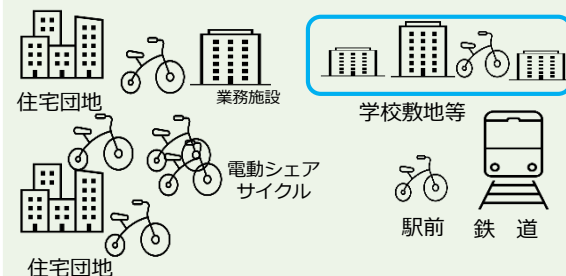 住宅団地
業務施設
学校敷地等
電動シェア
サイクル
駅前
鉄 道
住宅団地